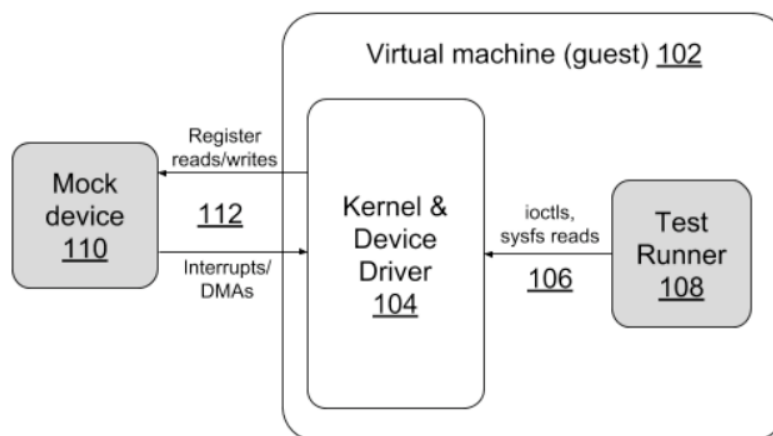 Virtual machine (guest) 102
Register
reads/writes
Mock
device
110
112
Interrupts/
DMAs
Kernel &
Device
Driver
104
ioctls,
sysfs reads
106
Test
Runner
108